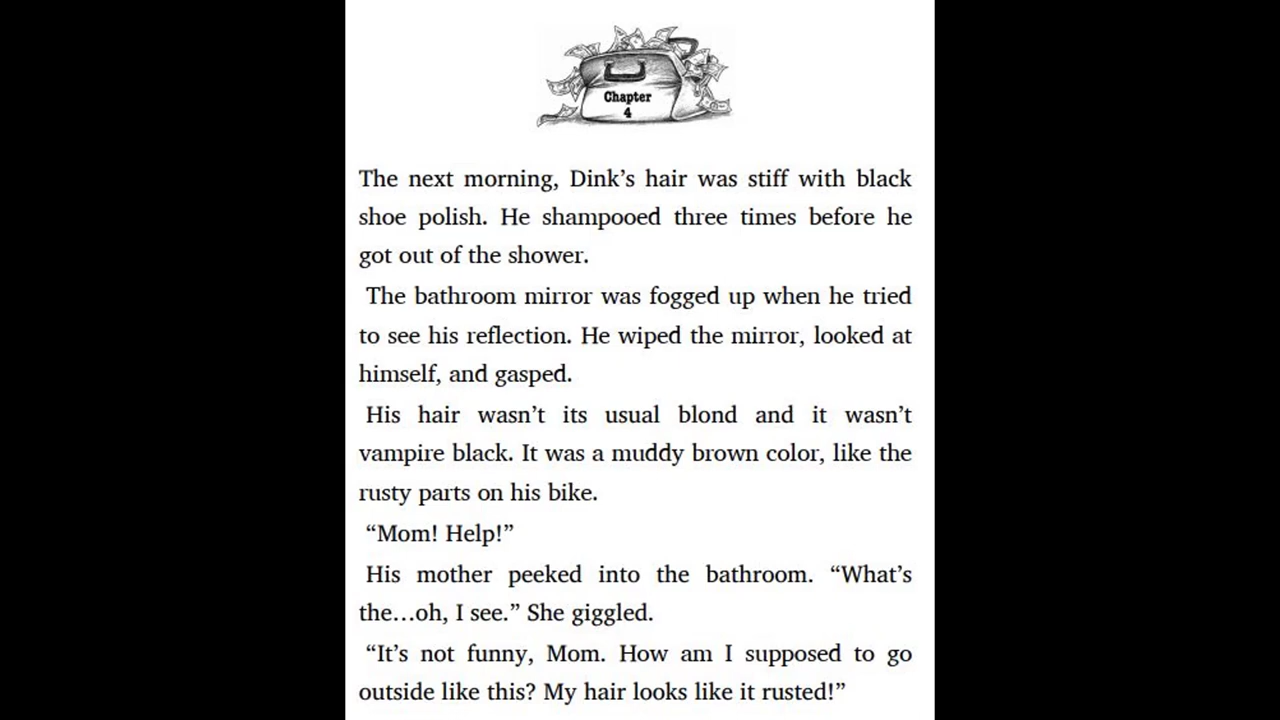 Chapter
4
The next morning, Dink’s hair was stiff with black
shoe polish. He shampooed three times before he
got out of the shower.
The bathroom mirror was fogged up when he tried
to see his reflection. He wiped the mirror, looked at
himself, and gasped.
His hair wasn’t its usual blond and it wasn’t
vampire black. It was a muddy brown color, like the
rusty parts on his bike.
“Mom! Help!”
His mother peeked into the bathroom. “What’s
the…oh, I see.” She giggled.
“It’s not funny, Mom. How am I supposed to go
outside like this? My hair looks like it rusted!”